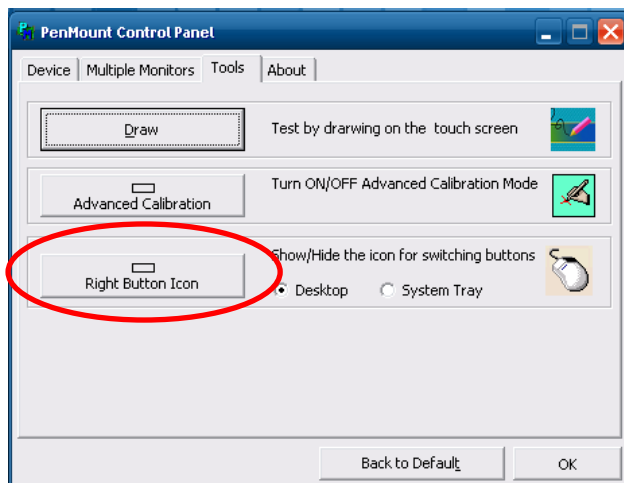 PenMount Control Panel
Device Multiple Monitors Tools About
Draw Test by drarwing on the touch screen
Advanced Calibration Turn ON/OFF Advanced Calibration Mode
Show/Hide the icon for switching buttons
Right Button Icon
Desktop System Tray
Back to Default OK